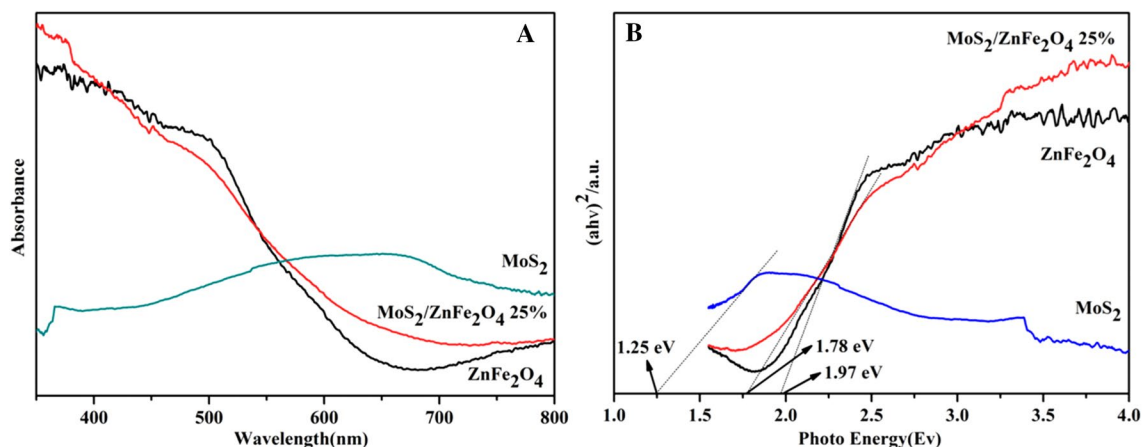 A
Absorbance
MoS2
MoS2/ZnFe2O4 25%
ZnFe2O4
400 500 600 700 800
Wavelength(nm)
B
MoS2/ZnFe2O4 25%
ZnFe2O4
(ahv)2/a.u.
MoS2
1.25 eV
1.78 eV
1.97 eV
1.0 1.5 2.0 2.5 3.0 3.5 4.0
Photo Energy(Ev)